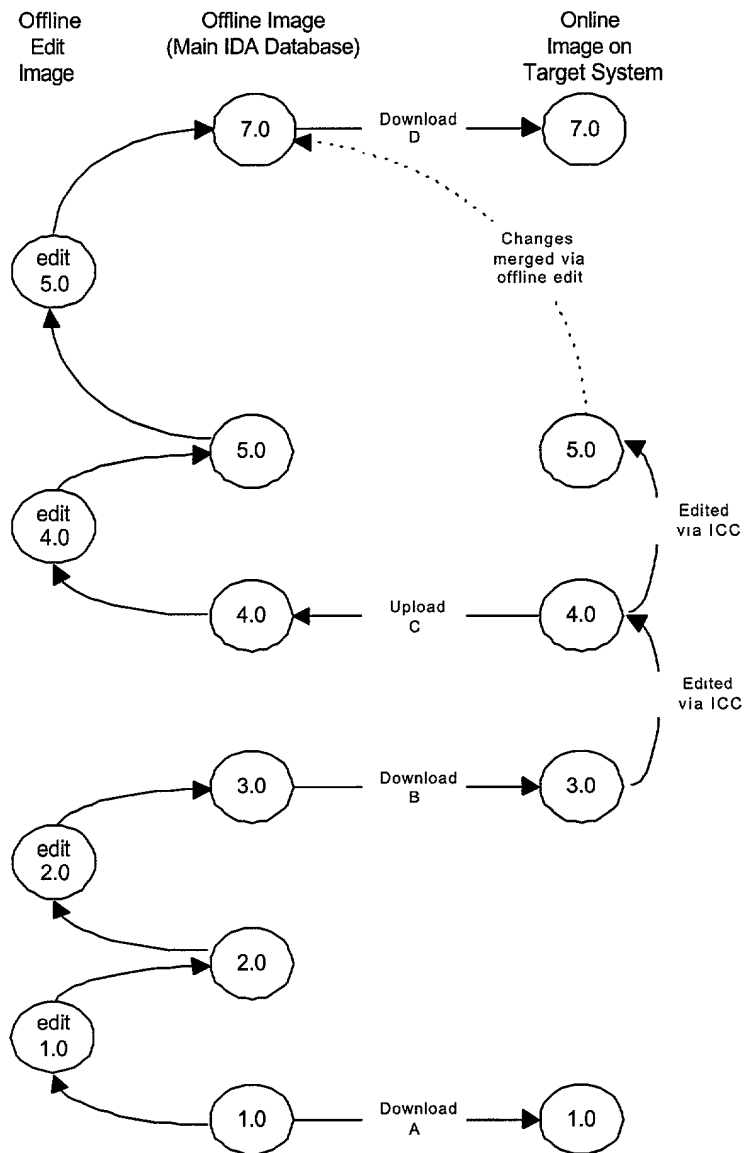 Offline
Edit
Image
Offline Image
(Main IDA Database)
Online
Image on
Target System
7.0
Download
D
7.0
Changes
merged via
offline edit
edit
5.0
5.0
5.0
edit
4.0
Edited
via ICC
4.0
Upload
C
4.0
Edited
via ICC
3.0
Download
B
3.0
edit
2.0
2.0
edit
1.0
1.0
Download
A
1.0